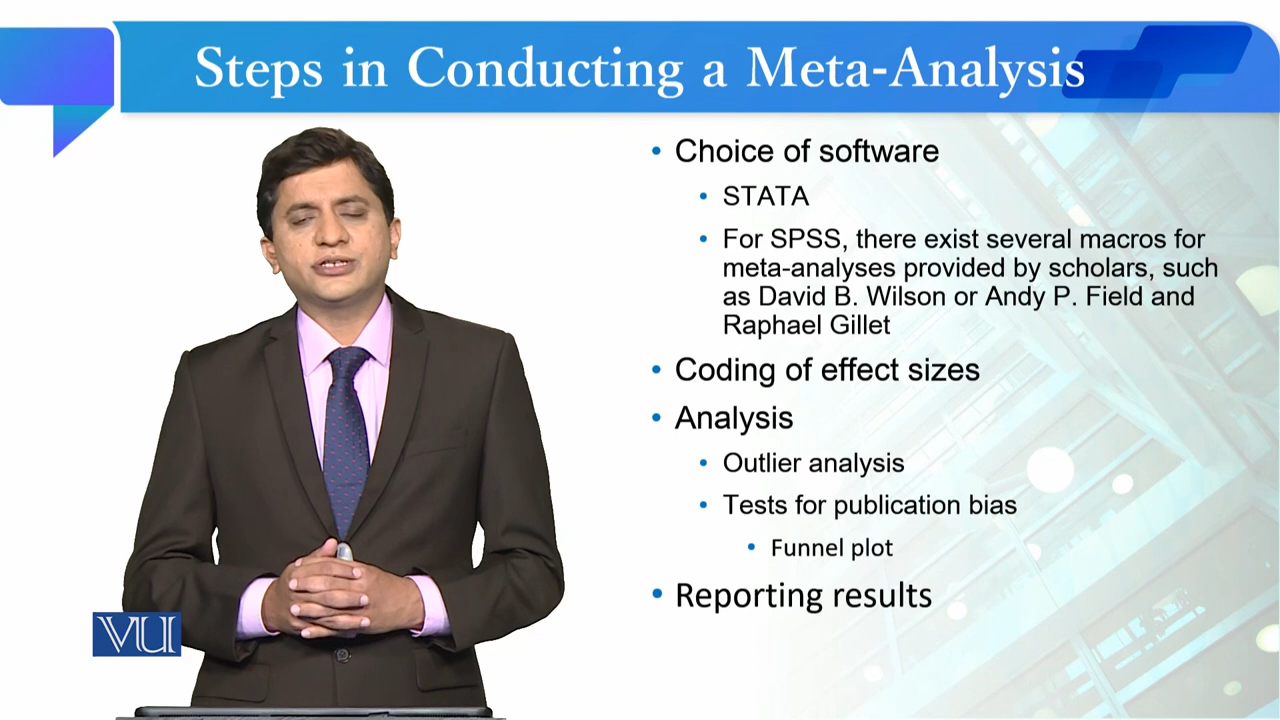 Steps in Conducting a Meta-Analysis
• Choice of software
• STATA
• For SPSS, there exist several macros for
meta-analyses provided by scholars, such
as David B. Wilson or Andy P. Field and
Raphael Gillet
• Coding of effect sizes
• Analysis
• Outlier analysis
• Tests for publication bias
• Funnel plot
• Reporting results
VU